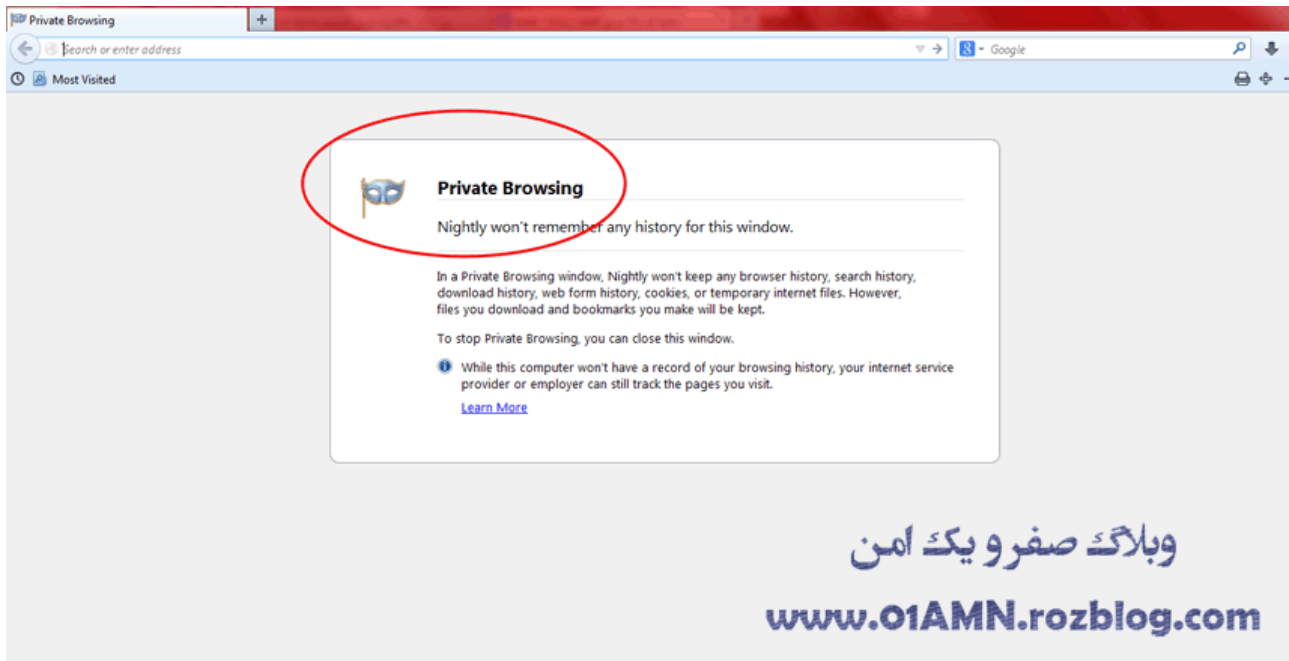 Private Browsing
Search or enter address
Google
Most Visited
Private Browsing
Nightly won't remember any history for this window.
In a Private Browsing window, Nightly won't keep any browser history, search history,
download history, web form history, cookies, or temporary internet files. However,
files you download and bookmarks you make will be kept.
To stop Private Browsing, you can close this window.
While this computer won't have a record of your browsing history, your internet service
provider or employer can still track the pages you visit.
Learn More
وبلاگ صفر و یک امن
www.01AMN.rozblog.com